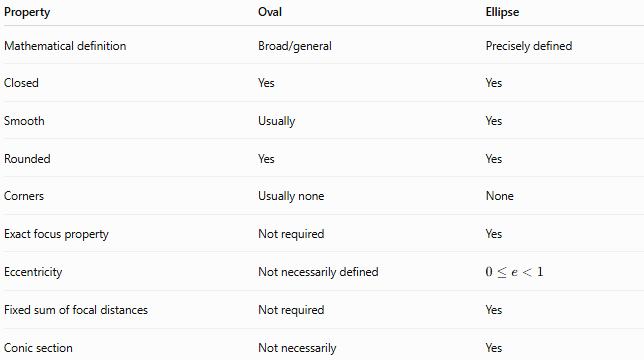 Property Oval Ellipse
Mathematical definition Broad/general Precisely defined
Closed Yes Yes
Smooth Usually Yes
Rounded Yes Yes
Corners Usually none None
Exact focus property Not required Yes
Eccentricity Not necessarily defined 0 ≤ e < 1
Fixed sum of focal distances Not required Yes
Conic section Not necessarily Yes